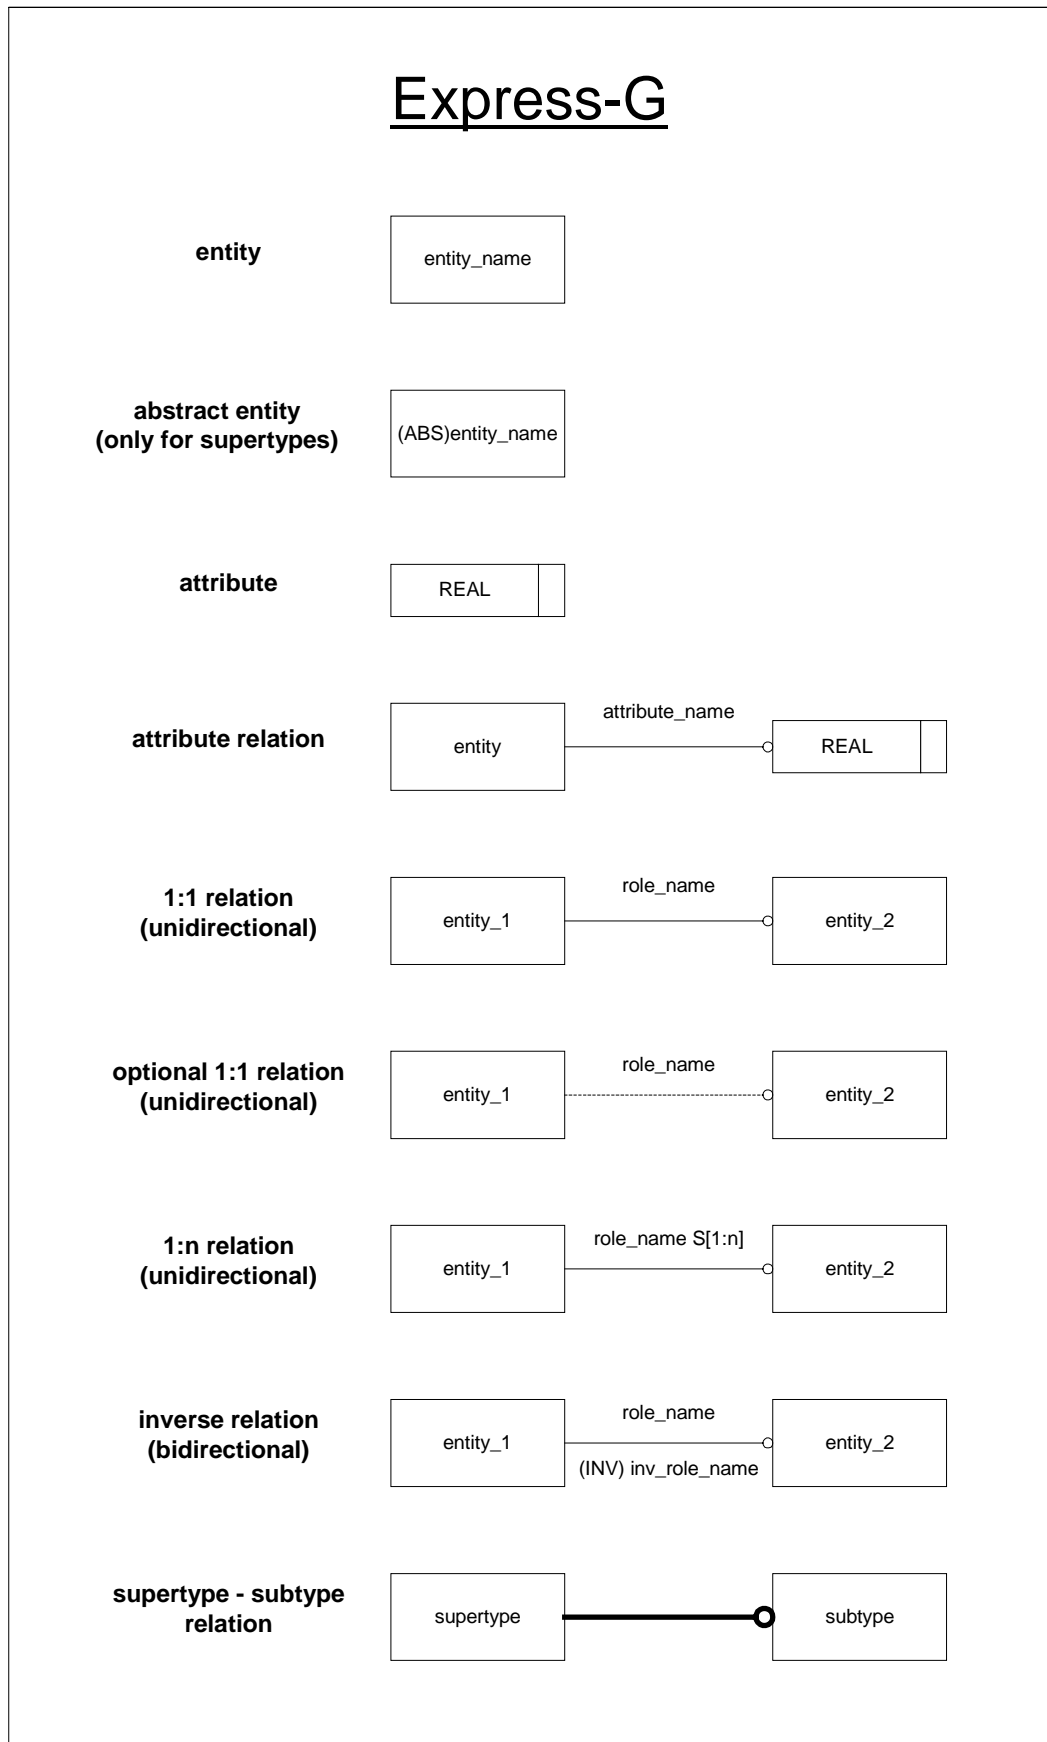 Express-G
entity
entity_name
abstract entity
(only for supertypes)
(ABS)entity_name
attribute
REAL
attribute relation
entity
attribute_name
REAL
1:1 relation
(unidirectional)
entity_1
role_name
entity_2
optional 1:1 relation
(unidirectional)
entity_1
role_name
entity_2
1:n relation
(unidirectional)
entity_1
role_name S[1:n]
entity_2
inverse relation
(bidirectional)
entity_1
role_name
(INV) inv_role_name
entity_2
supertype - subtype
relation
supertype
subtype